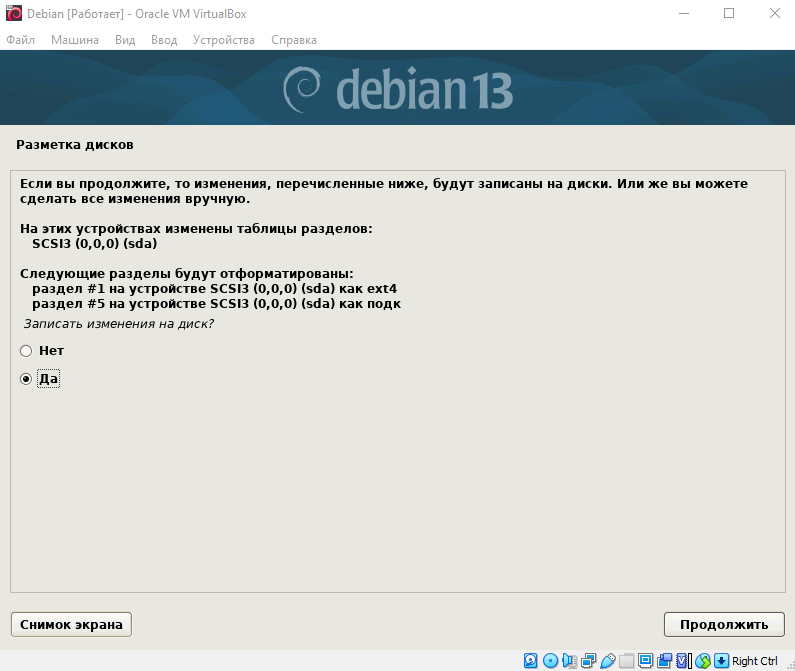 Debian [Работает] - Oracle VM VirtualBox
Файл Машина Вид Ввод Устройства Справка
debian 13
Разметка дисков
Если вы продолжите, то изменения, перечисленные ниже, будут записаны на диски. Или же вы можете
сделать все изменения вручную.
На этих устройствах изменены таблицы разделов:
SCSI3 (0,0,0) (sda)
Следующие разделы будут отформатированы:
раздел #1 на устройстве SCSI3 (0,0,0) (sda) как ext4
раздел #5 на устройстве SCSI3 (0,0,0) (sda) как подк
Записать изменения на диск?
Нет
Да
Снимок экрана Продолжить
Right Ctrl